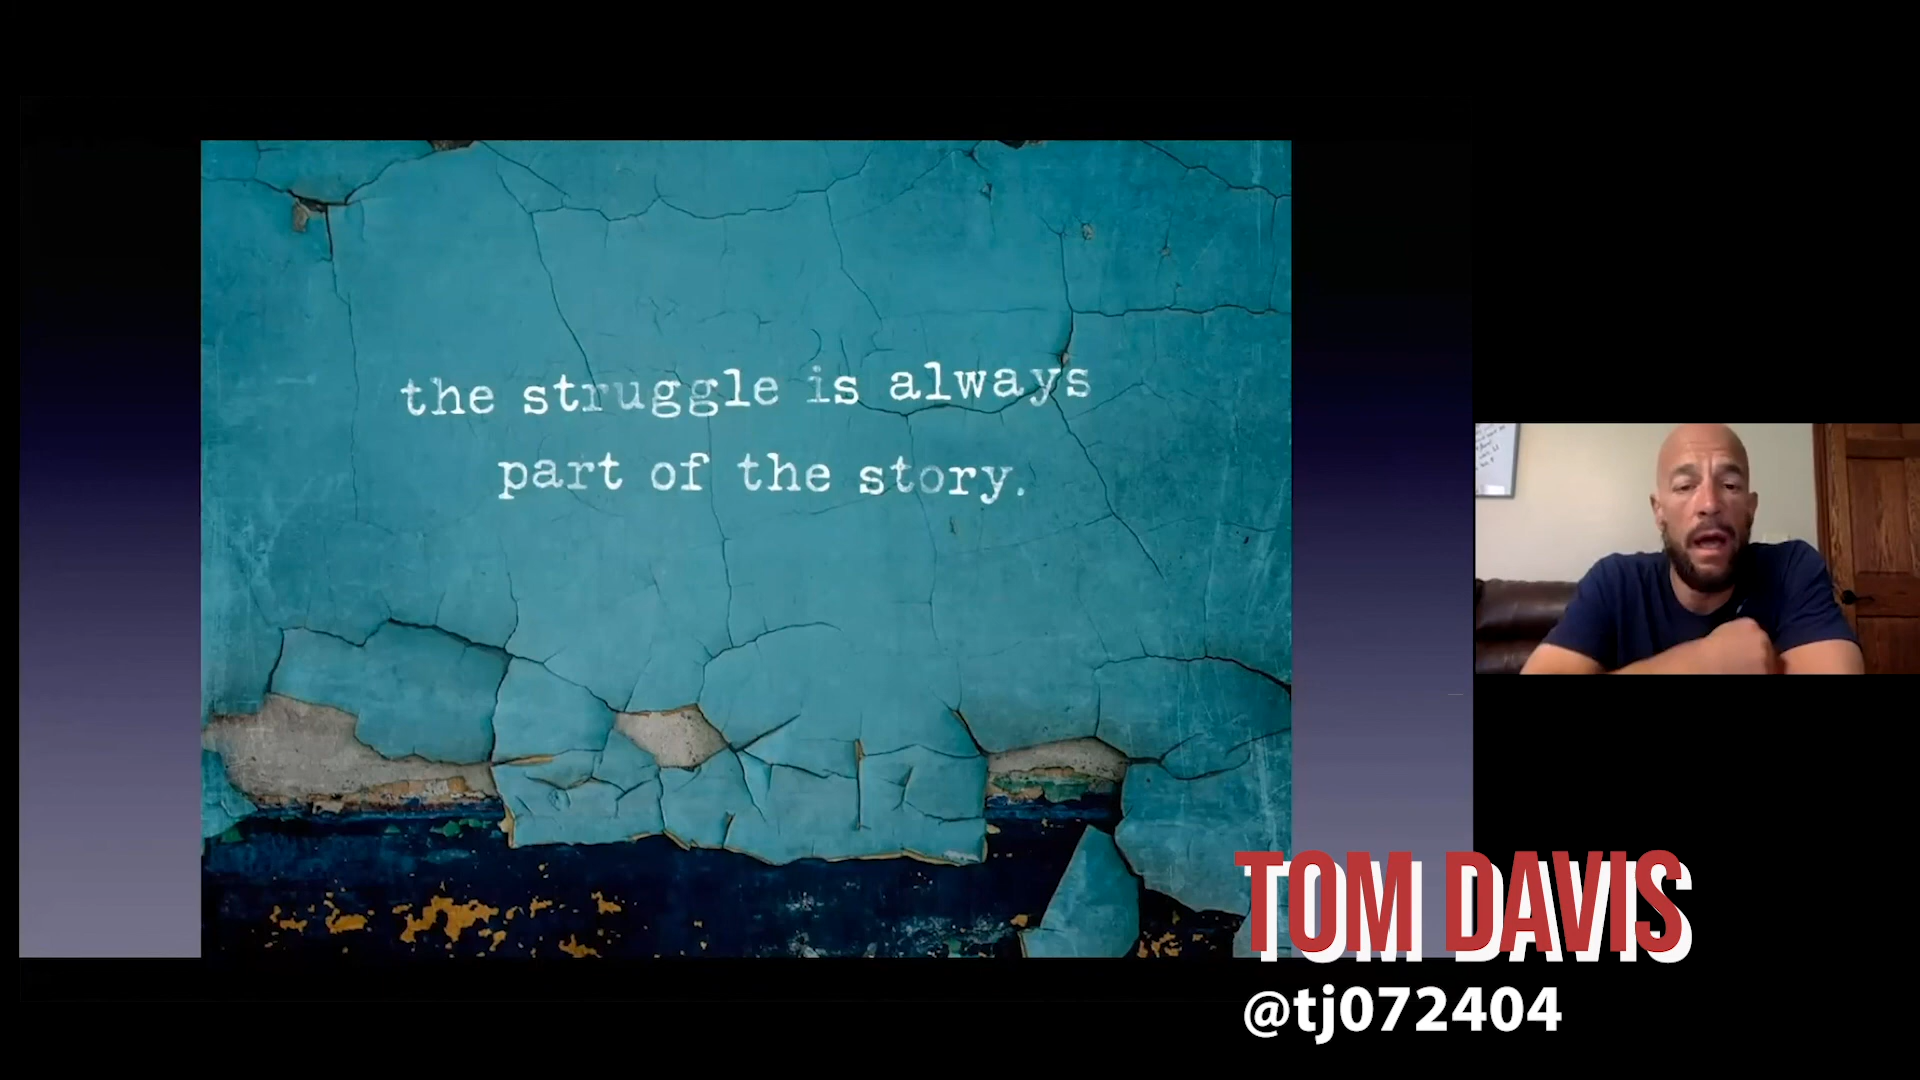 the struggle is always
part of the story.
TOM DAVIS
@tj072404